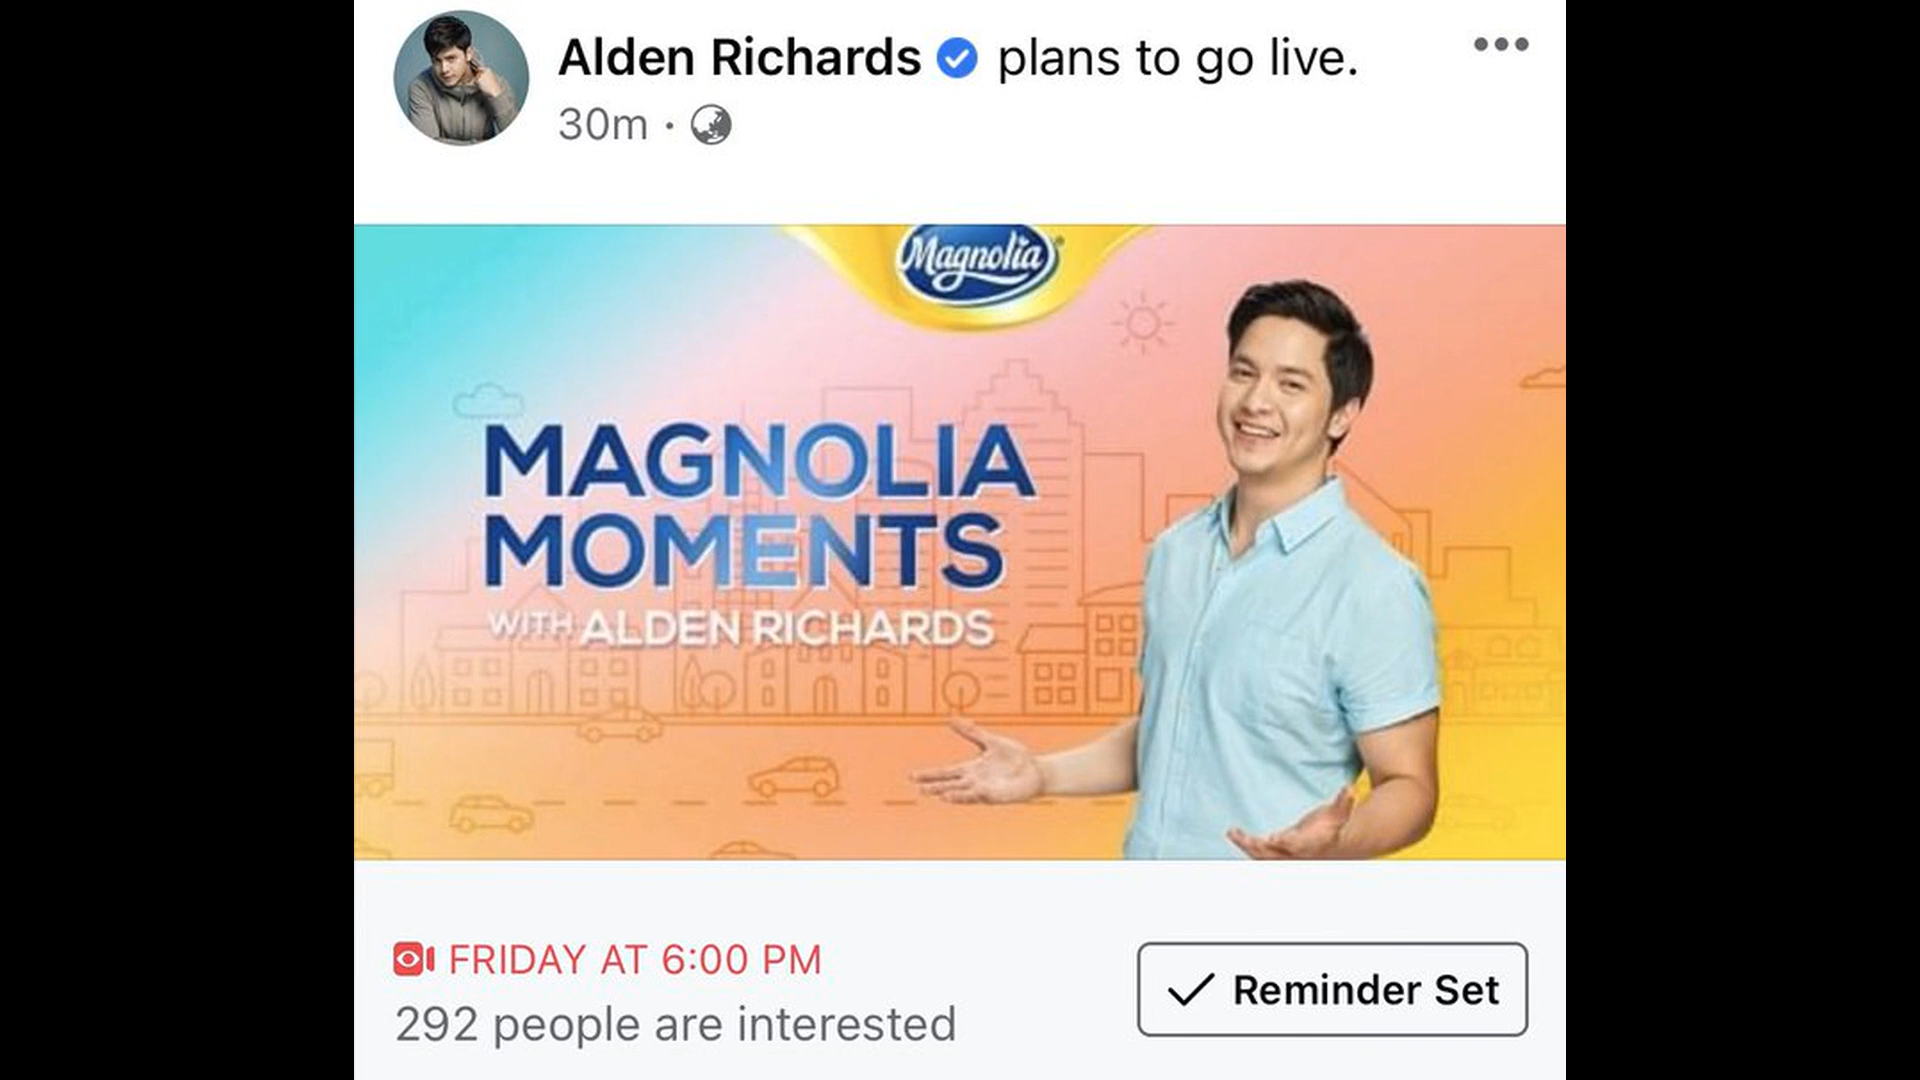 Alden Richards plans to go live.
30m ·
Magnolia®
MAGNOLIA
MOMENTS
WITH ALDEN RICHARDS
FRIDAY AT 6:00 PM
292 people are interested
Reminder Set